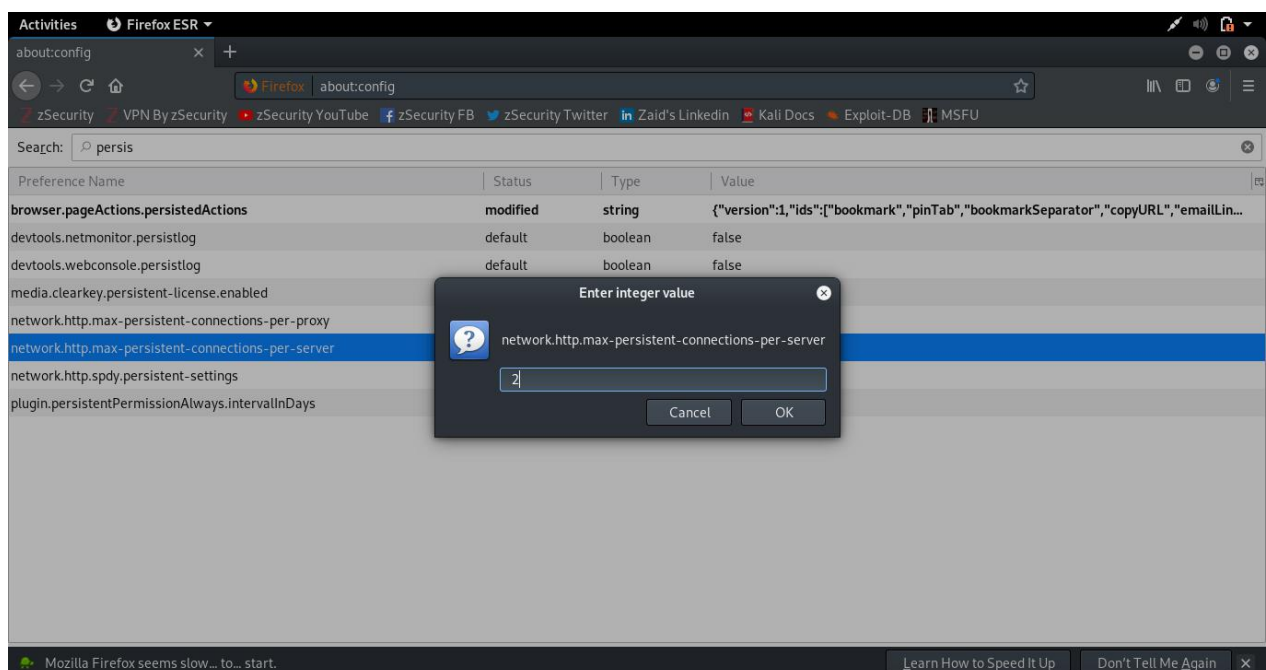 Activities Firefox ESR
about:config
Firefox about:config
zSecurity VPN By zSecurity zSecurity YouTube zSecurity FB zSecurity Twitter Zaid's Linkedin Kali Docs Exploit-DB MSFU
Search: persis
Preference Name Status Type Value
browser.pageActions.persistedActions modified string {"version":1,"ids":["bookmark","pinTab","bookmarkSeparator","copyURL","emailLin...
devtools.netmonitor.persistlog default boolean false
devtools.webconsole.persistlog default boolean false
media.clearkey.persistent-license.enabled
network.http.max-persistent-connections-per-proxy
network.http.max-persistent-connections-per-server
network.http.spdy.persistent-settings
plugin.persistentPermissionAlways.intervalInDays
Enter integer value
network.http.max-persistent-connections-per-server
2
Cancel OK
Mozilla Firefox seems slow... to... start. Learn How to Speed It Up Don't Tell Me Again